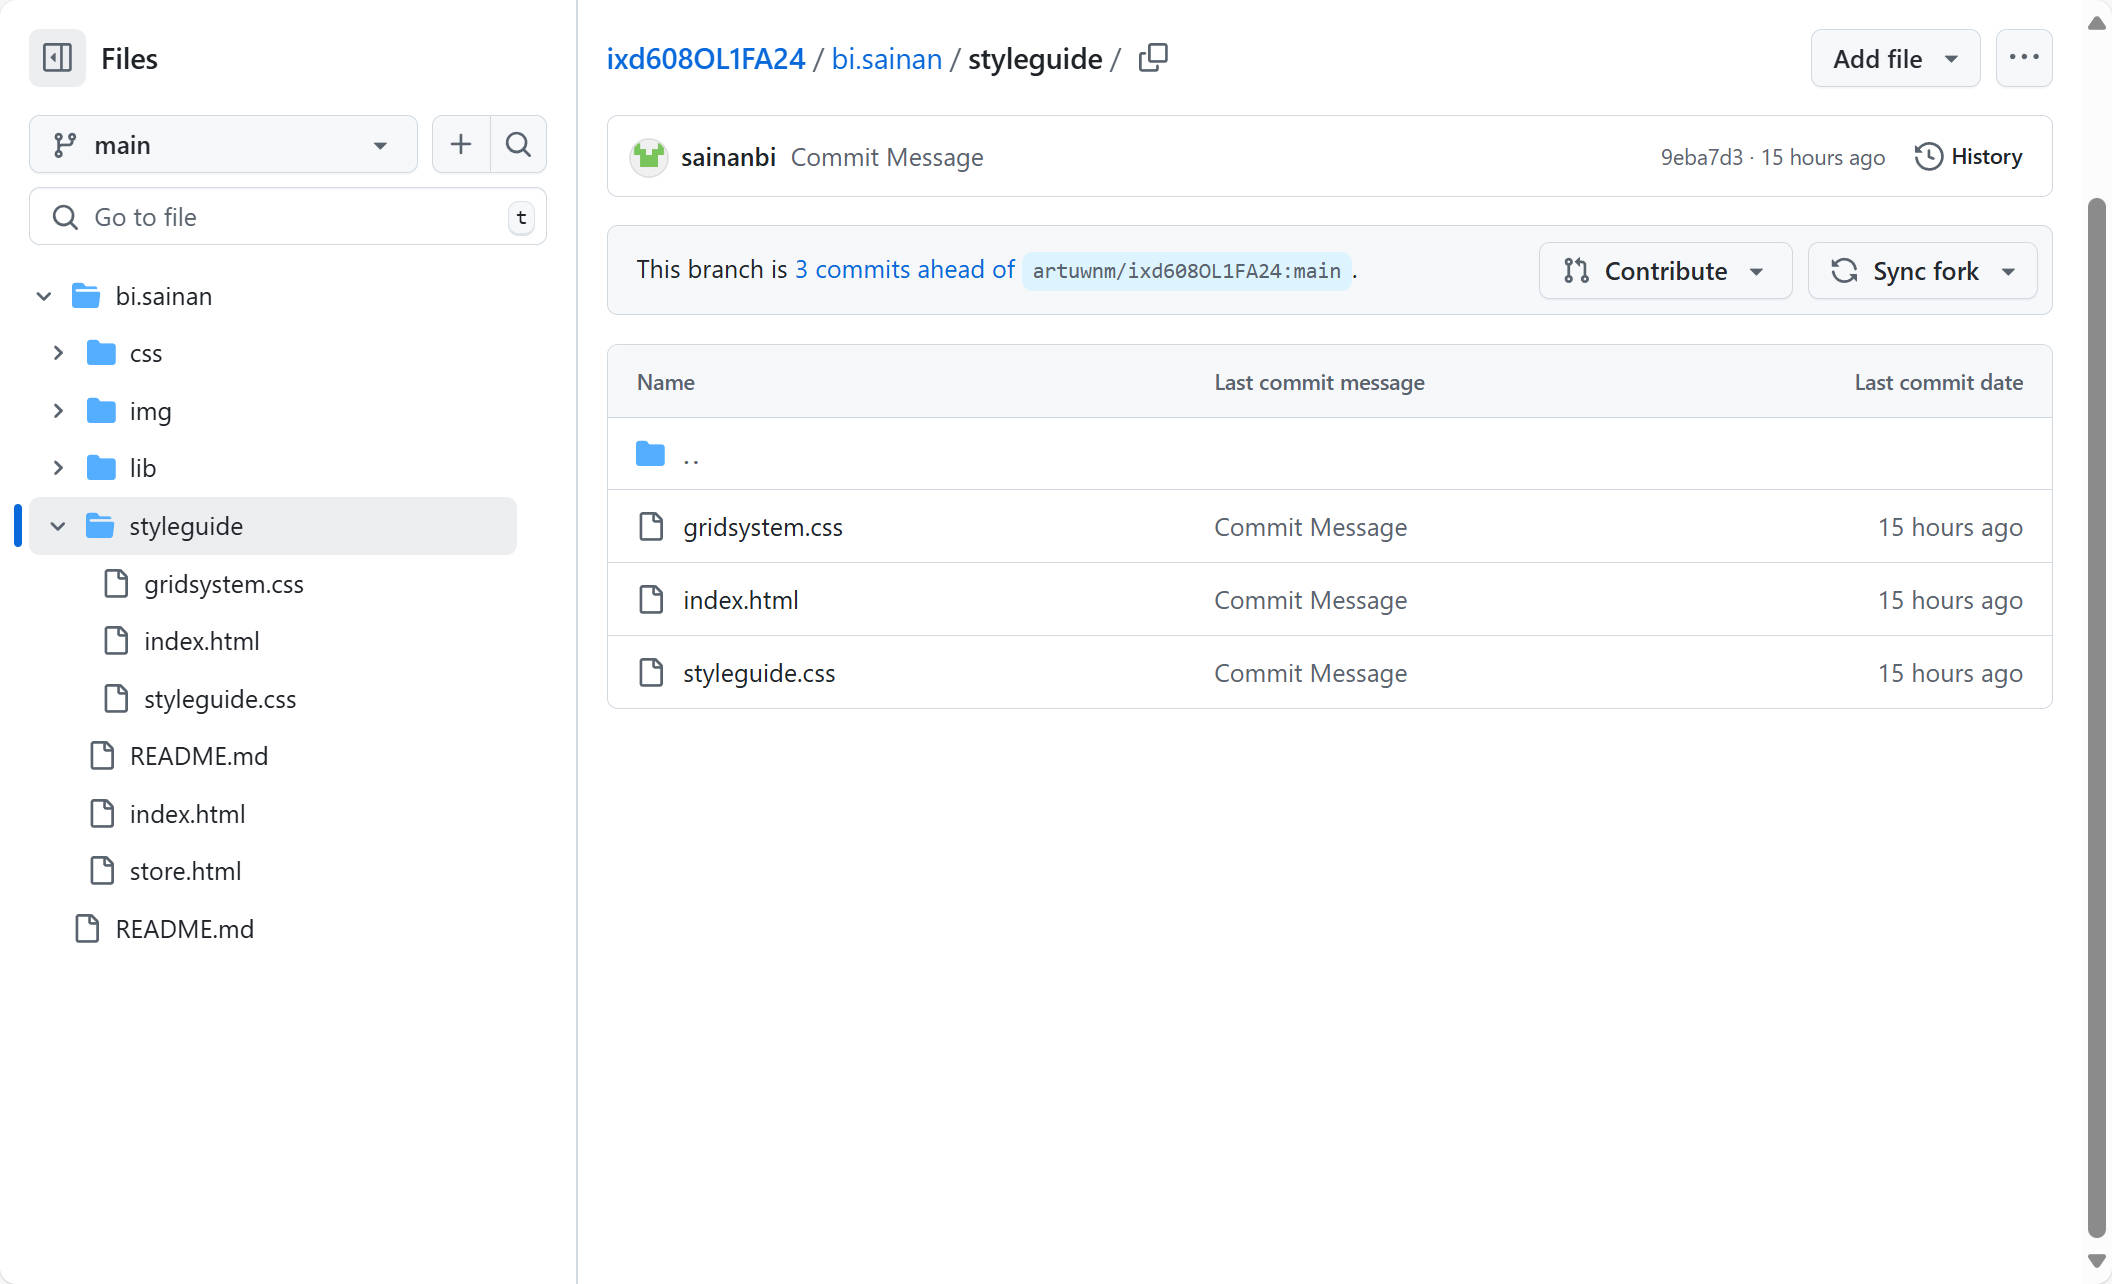 Files
main
Go to file
t
bi.sainan
css
img
lib
styleguide
gridsystem.css
index.html
styleguide.css
README.md
index.html
store.html
README.md
ixd608OL1FA24 / bi.sainan / styleguide /
Add file
sainanbi Commit Message
9eba7d3 · 15 hours ago
History
This branch is 3 commits ahead of artuwnm/ixd608OL1FA24:main .
Contribute
Sync fork
Name Last commit message Last commit date
..
gridsystem.css Commit Message 15 hours ago
index.html Commit Message 15 hours ago
styleguide.css Commit Message 15 hours ago